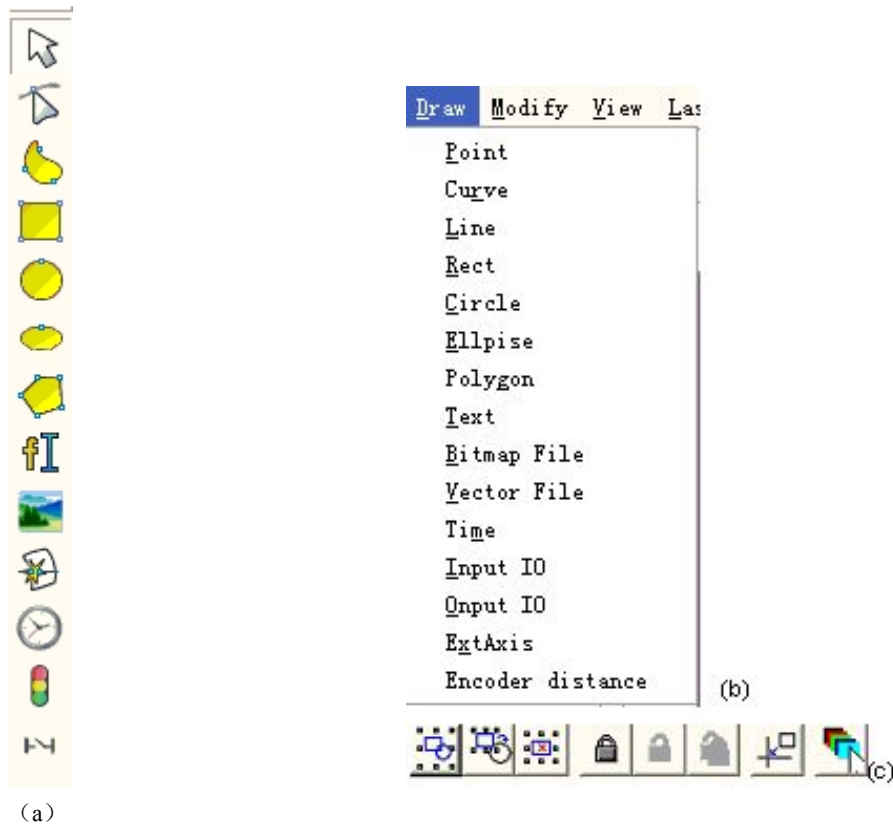 Draw Modify View Las
Point
Curve
Line
Rect
Circle
Ellpise
Polygon
Text
Bitmap File
Vector File
Time
Input IO
Onput IO
ExtAxis
Encoder distance
(b)
(c)
(a)